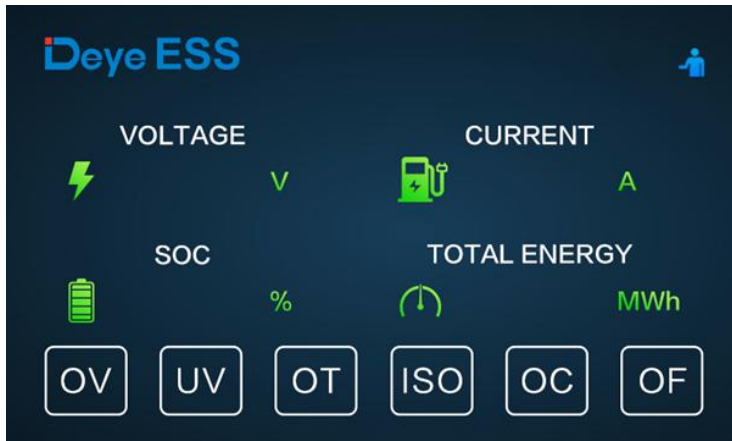 Deye ESS
VOLTAGE CURRENT
V A
SOC TOTAL ENERGY
% MWh
OV UV OT ISO OC OF